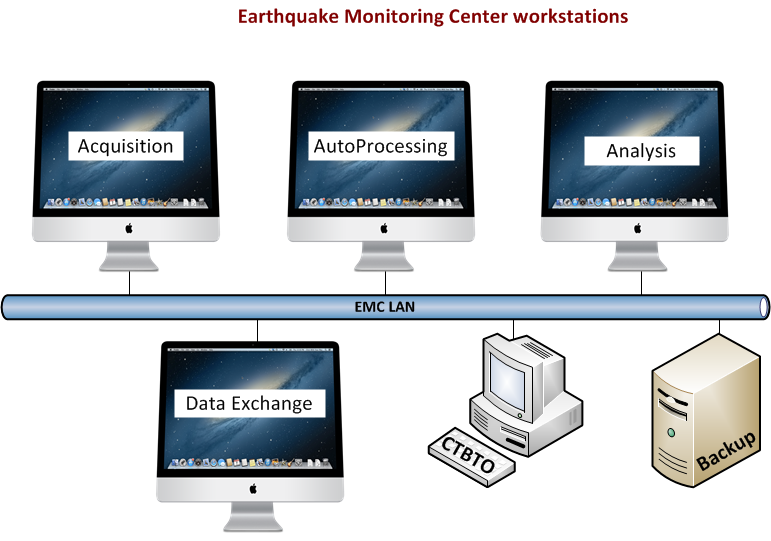 Earthquake Monitoring Center workstations
Acquisition
AutoProcessing
Analysis
EMC LAN
Data Exchange
CTBTO
Backup